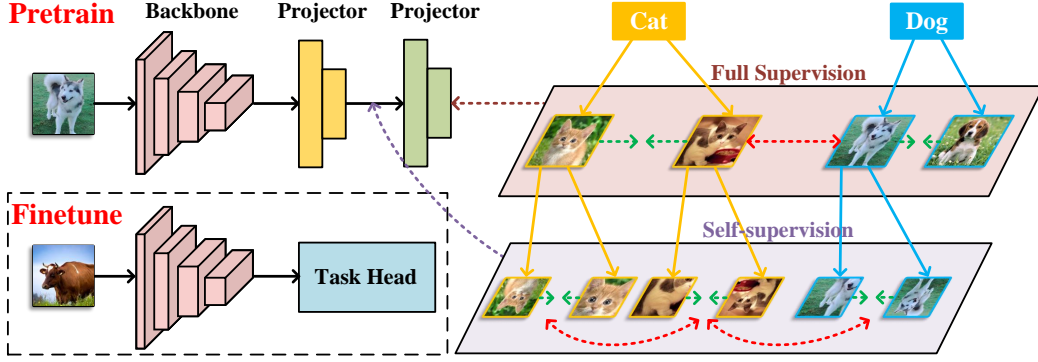 Pretrain
Backbone
Projector
Projector
Cat
Dog
Full Supervision
Finetune
Task Head
Self-supervision